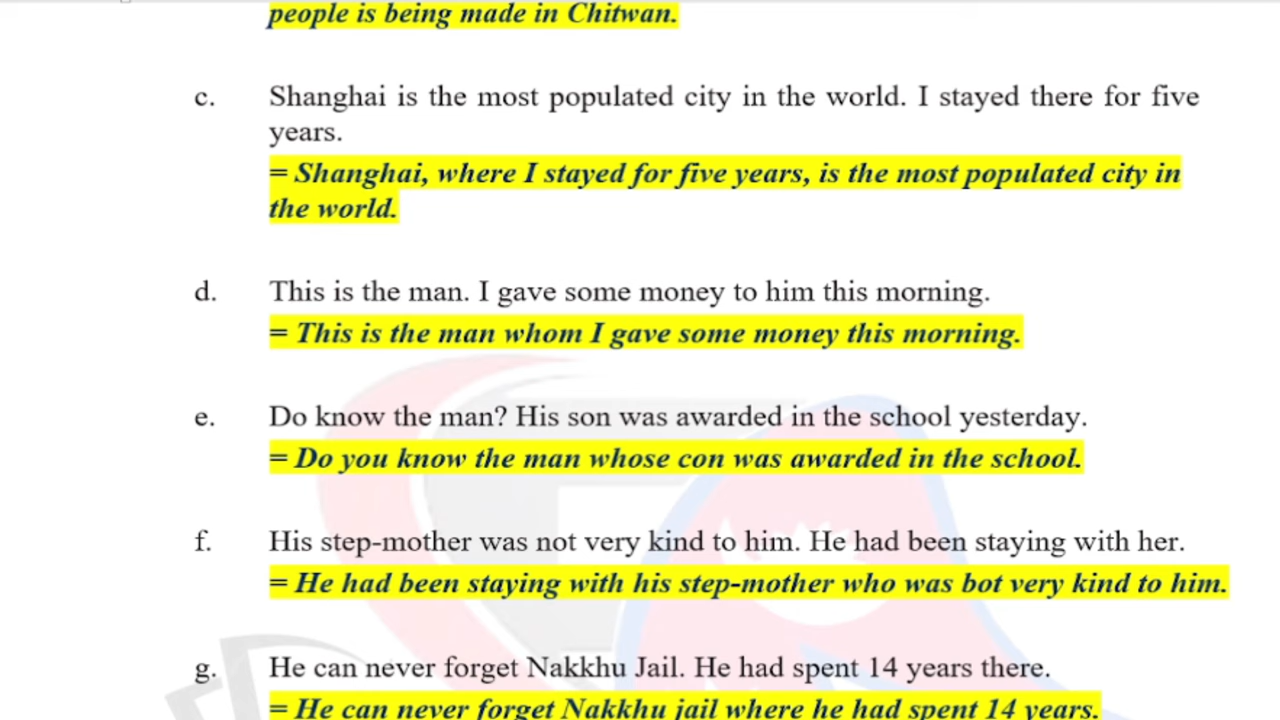 people is being made in Chitwan.
c. Shanghai is the most populated city in the world. I stayed there for five
years.
= Shanghai, where I stayed for five years, is the most populated city in
the world.
d. This is the man. I gave some money to him this morning.
= This is the man whom I gave some money this morning.
e. Do know the man? His son was awarded in the school yesterday.
= Do you know the man whose con was awarded in the school.
f. His step-mother was not very kind to him. He had been staying with her.
= He had been staying with his step-mother who was bot very kind to him.
g. He can never forget Nakkhu Jail. He had spent 14 years there.
= He can never forget Nakkhu jail where he had spent 14 years.